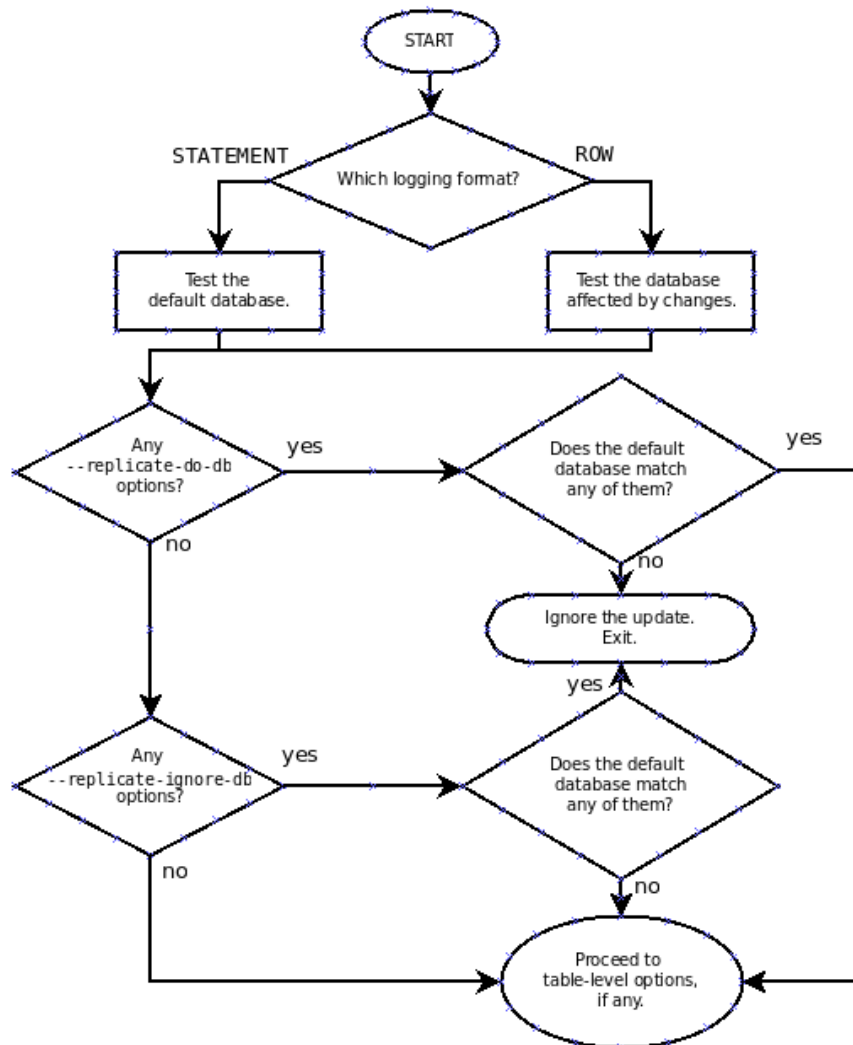 START
Which logging format?
STATEMENT
ROW
Test the
default database.
Test the database
affected by changes.
Any
--replicate-do-db
options?
yes
Does the default
database match
any of them?
yes
no
no
Ignore the update.
Exit.
yes
Any
--replicate-ignore-db
options?
yes
Does the default
database match
any of them?
no
no
Proceed to
table-level options,
if any.